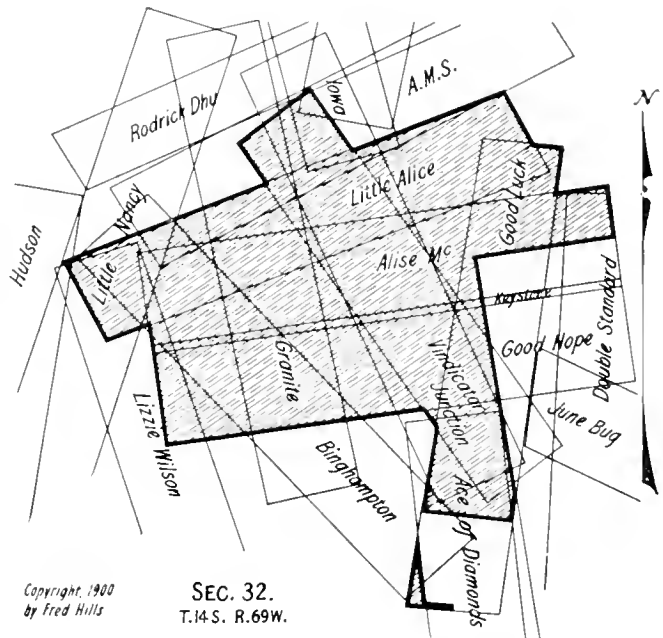 A.M.S.
Iowa
Rodrick Dhu
N
Little Alice
Good Luck
Little Nancy
Hudson
Alise Mc
Keystone
Double Standard
Good Hope
Granite
Vindicator Junction
June Bug
Lizzie Wilson
Binghampton
Ace of Diamonds
Copyright, 1900
by Fred Hills
SEC. 32.
T.14 S. R.69W.